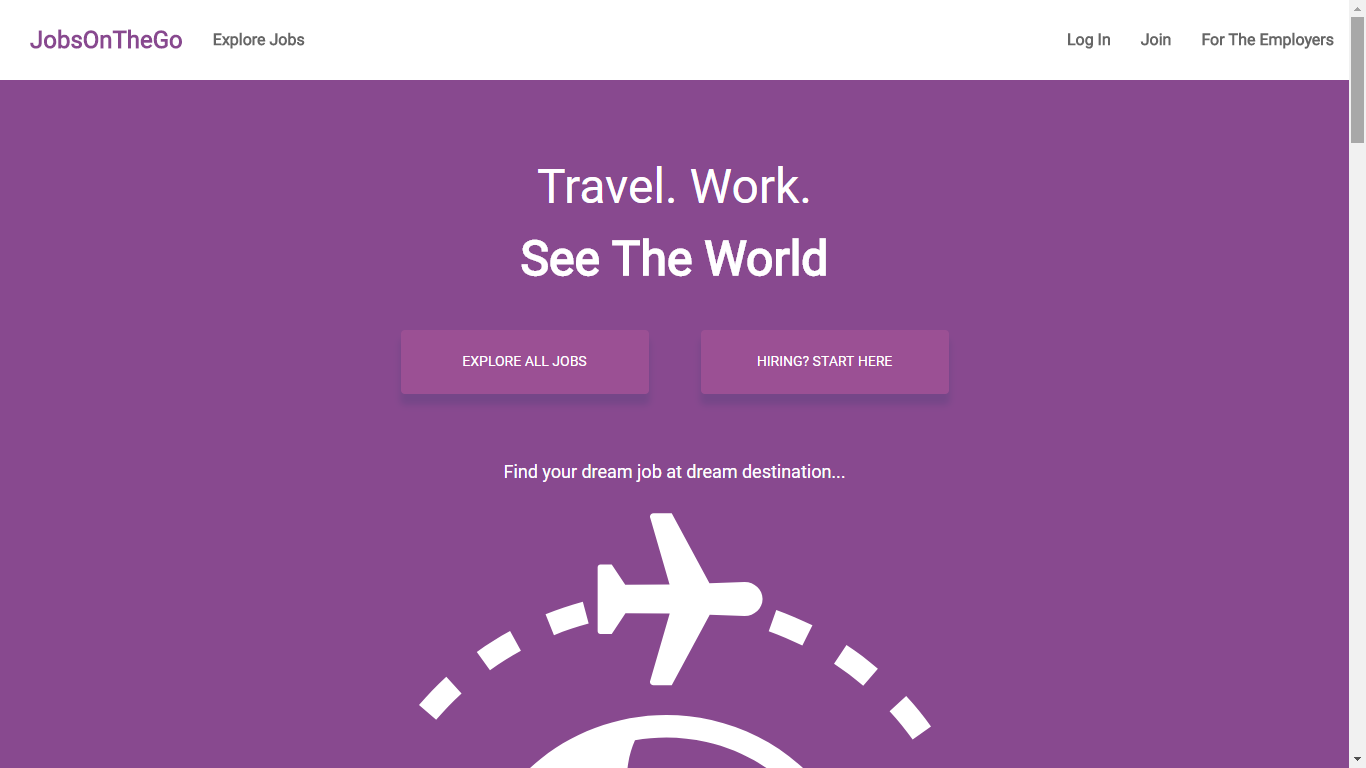 JobsOnTheGo Explore Jobs Log In Join For The Employers
Travel. Work.
See The World
EXPLORE ALL JOBS HIRING? START HERE
Find your dream job at dream destination...